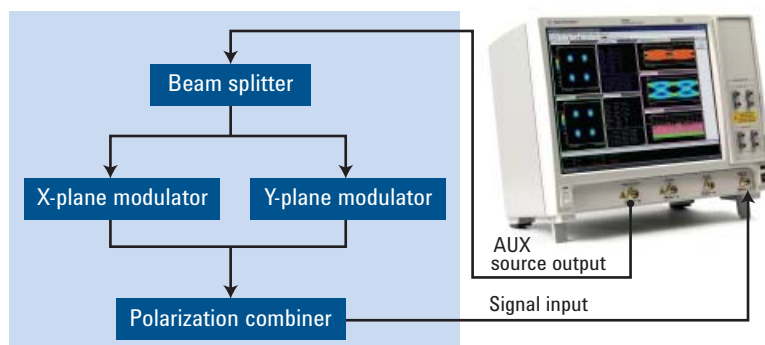 Beam splitter
X-plane modulator
Y-plane modulator
Polarization combiner
AUX
source output
Signal input